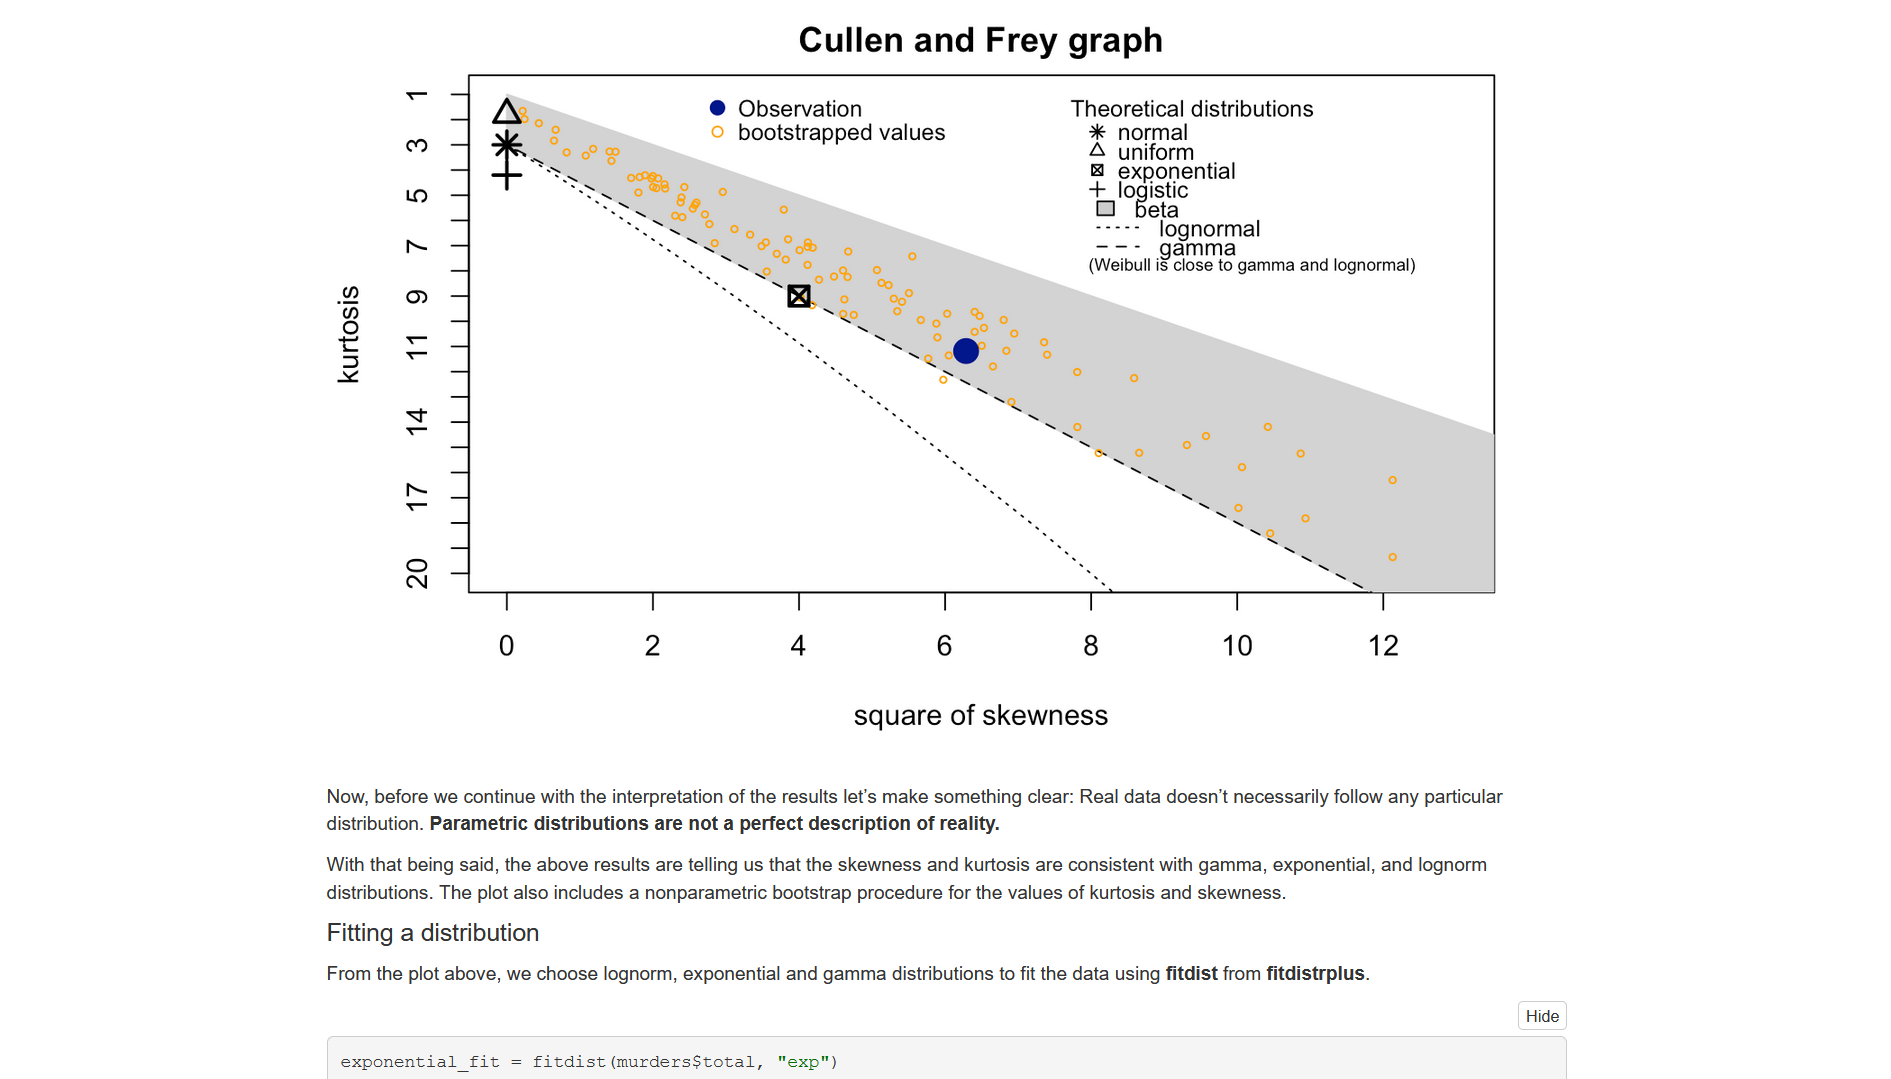 Cullen and Frey graph
Observation
bootstrapped values
Theoretical distributions
normal
uniform
exponential
logistic
beta
lognormal
gamma
(Weibull is close to gamma and lognormal)
kurtosis
1
3
5
7
9
11
14
17
20
0 2 4 6 8 10 12
square of skewness
Now, before we continue with the interpretation of the results let’s make something clear: Real data doesn’t necessarily follow any particular
distribution. Parametric distributions are not a perfect description of reality.
With that being said, the above results are telling us that the skewness and kurtosis are consistent with gamma, exponential, and lognorm
distributions. The plot also includes a nonparametric bootstrap procedure for the values of kurtosis and skewness.
Fitting a distribution
From the plot above, we choose lognorm, exponential and gamma distributions to fit the data using fitdist from fitdistrplus.
Hide
exponential_fit = fitdist(murders$total, "exp")